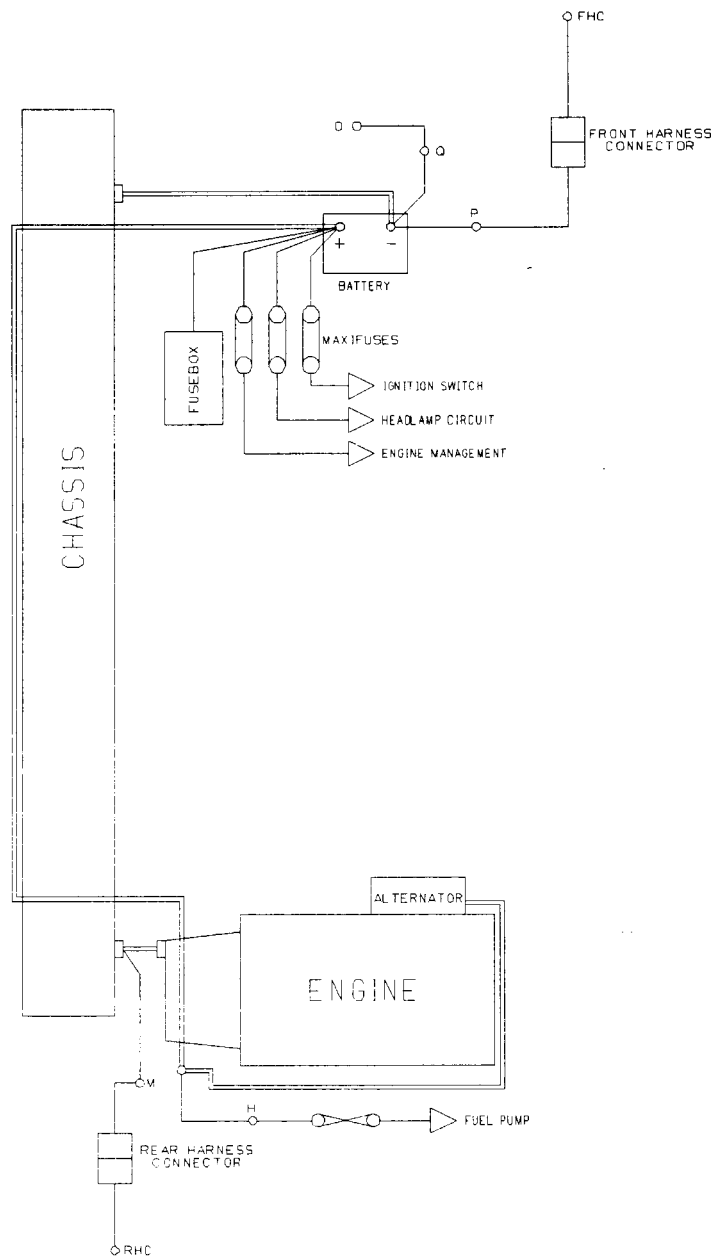 FHC
FRONT HARNESS
CONNECTOR
O
Q
P
+
-
BATTERY
FUSEBOX
MAXIFUSES
IGNITION SWITCH
HEADLAMP CIRCUIT
ENGINE MANAGEMENT
CHASSIS
ALTERNATOR
ENGINE
M
H
FUEL PUMP
REAR HARNESS
CONNECTOR
RHC